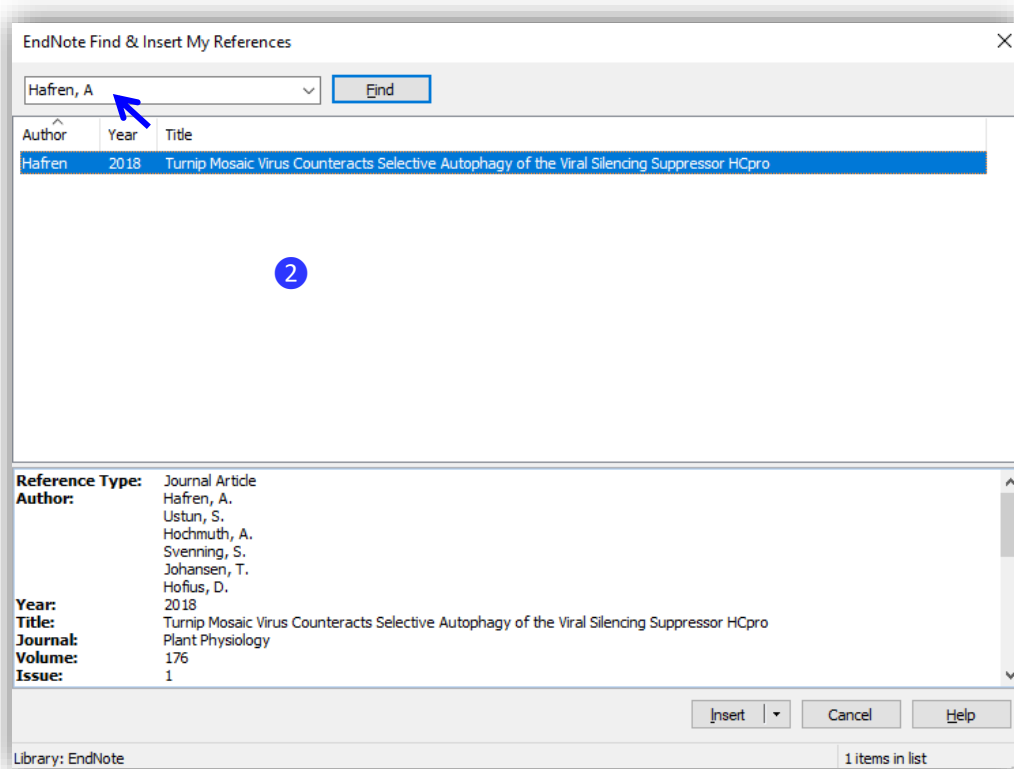 EndNote Find & Insert My References
Hafren, A
Find
Author Year Title
Hafren 2018 Turnip Mosaic Virus Counteracts Selective Autophagy of the Viral Silencing Suppressor HCpro
2
Reference Type: Journal Article
Author: Hafren, A.
Ustun, S.
Hochmuth, A.
Svenning, S.
Johansen, T.
Hofius, D.
Year: 2018
Title: Turnip Mosaic Virus Counteracts Selective Autophagy of the Viral Silencing Suppressor HCpro
Journal: Plant Physiology
Volume: 176
Issue: 1
Insert Cancel Help
Library: EndNote 1 items in list